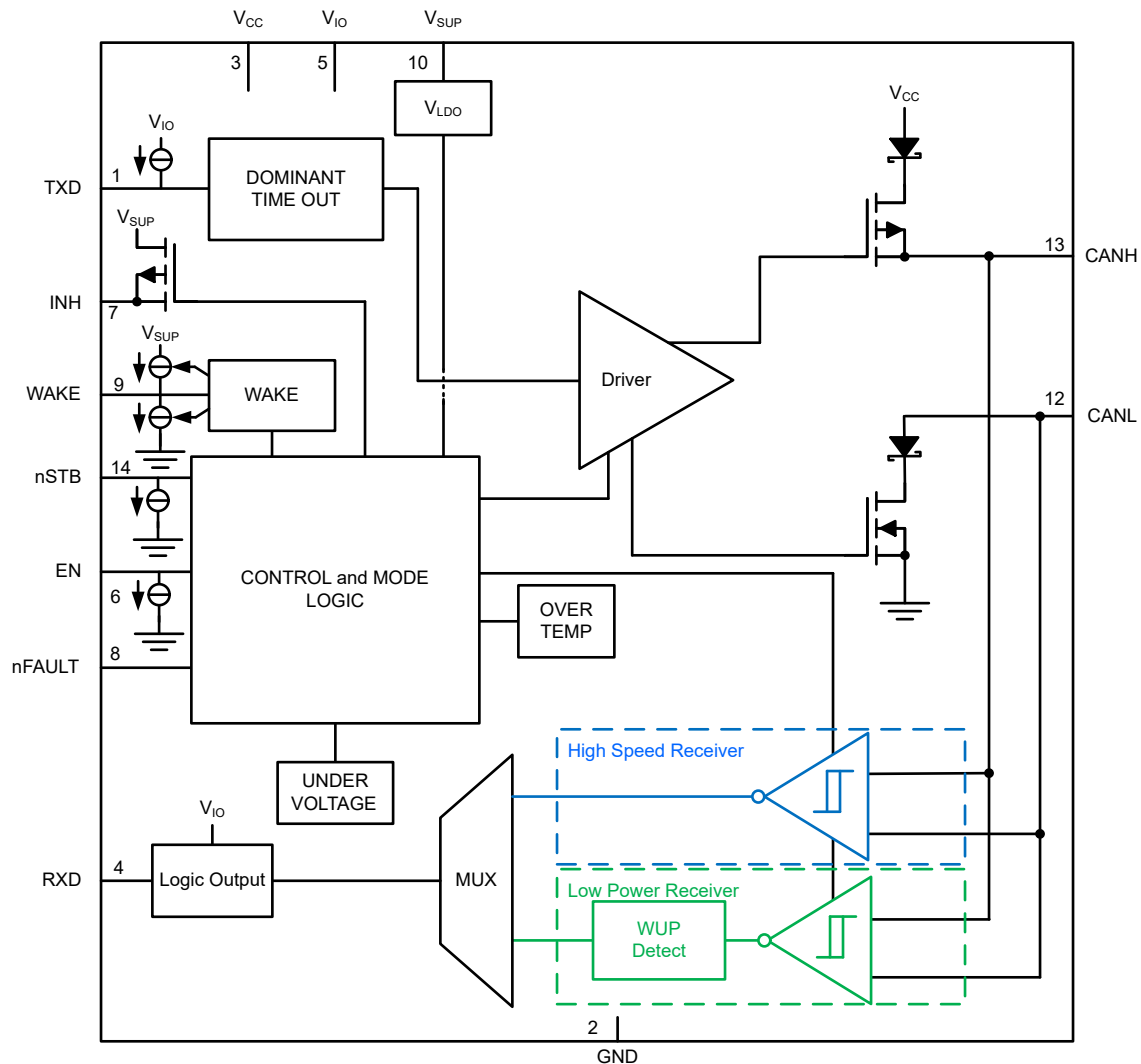 VCC
VIO
VSUP
3
5
10
VLDO
VCC
VIO
TXD
1
DOMINANT
TIME OUT
VSUP
13
CANH
INH
7
VSUP
WAKE
9
WAKE
Driver
12
CANL
nSTB
14
EN
6
CONTROL and MODE
LOGIC
OVER
TEMP
nFAULT
8
High Speed Receiver
UNDER
VOLTAGE
VIO
RXD
4
Logic Output
MUX
Low Power Receiver
WUP
Detect
2
GND